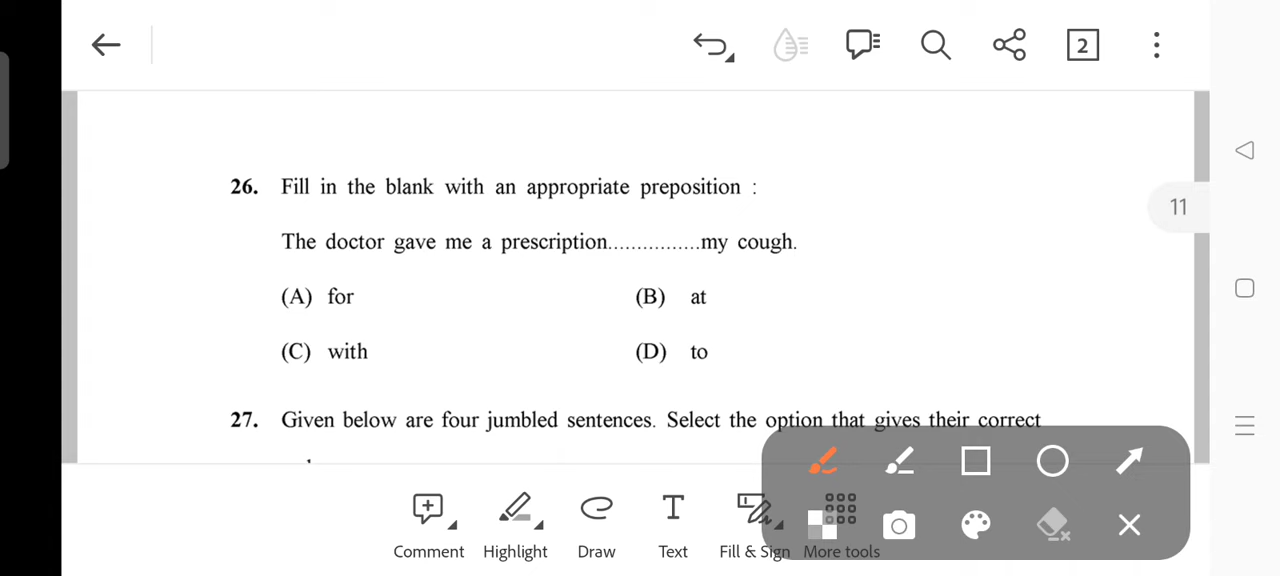 2
11
26. Fill in the blank with an appropriate preposition :
The doctor gave me a prescription...............my cough.
(A) for (B) at
(C) with (D) to
27. Given below are four jumbled sentences. Select the option that gives their correct
Comment Highlight Draw Text Fill & Sign More tools